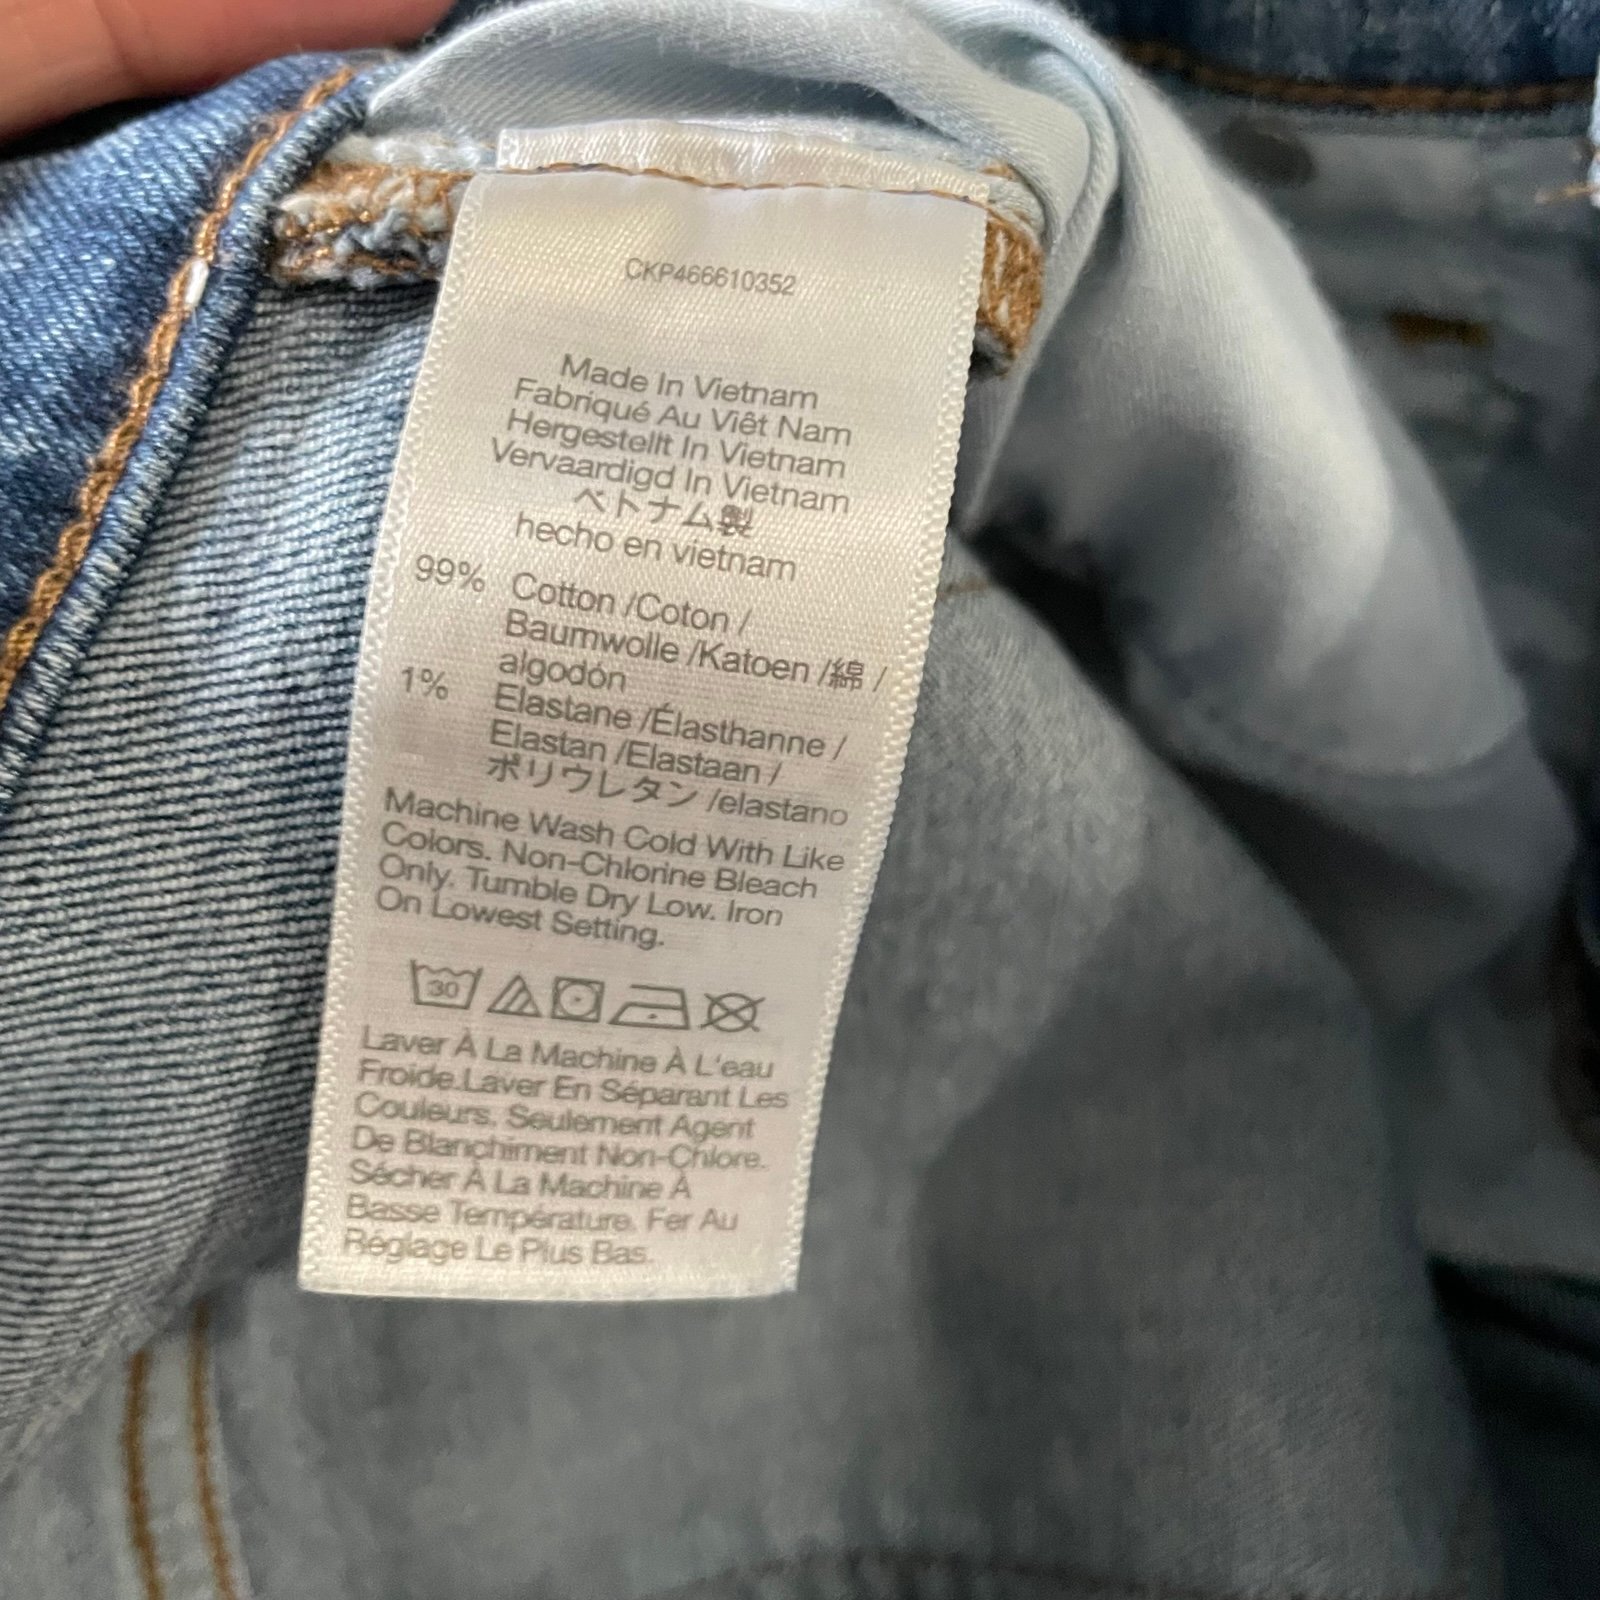 CKP466610352
Made In Vietnam
Fabriqué Au Viêt Nam
Hergestellt In Vietnam
Vervaardigd In Vietnam
ベトナム製
hecho en vietnam
99% Cotton /Coton /
Baumwolle /Katoen /綿 /
algodón
1% Elastane /Élasthanne /
Elastan /Elastaan /
ポリウレタン /elastano
Machine Wash Cold With Like
Colors. Non-Chlorine Bleach
Only. Tumble Dry Low. Iron
On Lowest Setting.
30
Laver À La Machine À L'eau
Froide.Laver En Séparant Les
Couleurs. Seulement Agent
De Blanchiment Non-Chlore.
Sécher À La Machine À
Basse Température. Fer Au
Réglage Le Plus Bas.